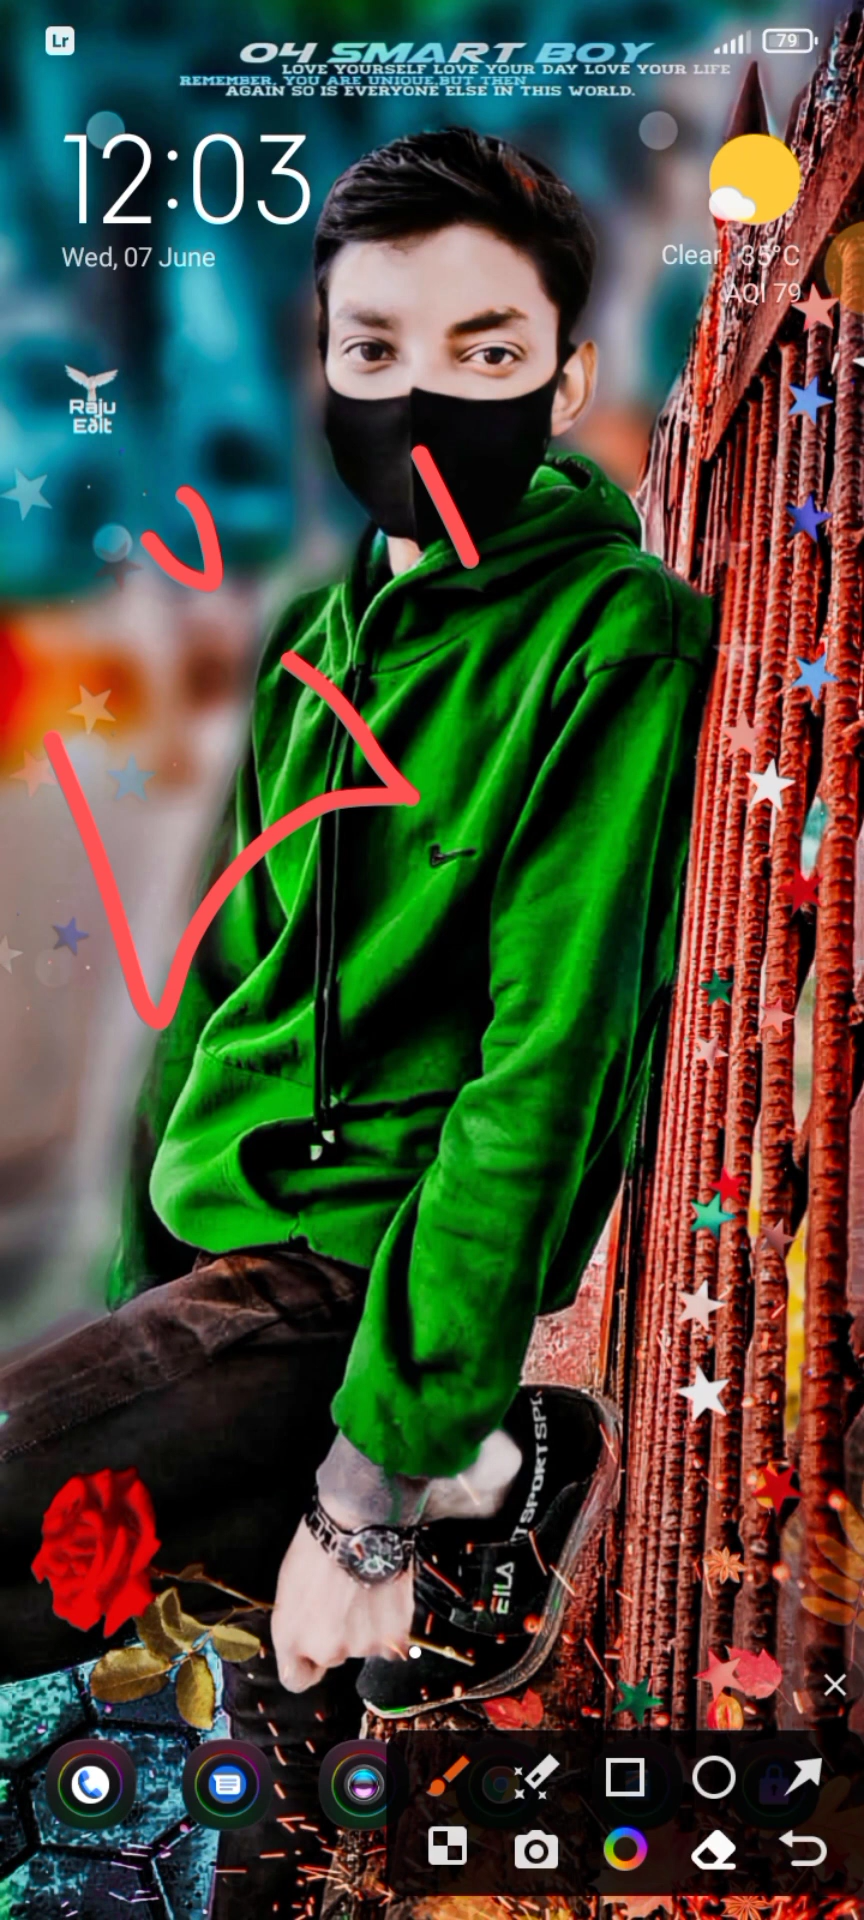 Lr
79
04 SMART BOY
LOVE YOURSELF LOVE YOUR DAY LOVE YOUR LIFE
REMEMBER, YOU ARE UNIQUE,BUT THEN
AGAIN SO IS EVERYONE ELSE IN THIS WORLD.
12:03
Wed, 07 June
Clear 35°C
AQI 79
Raju
Edit